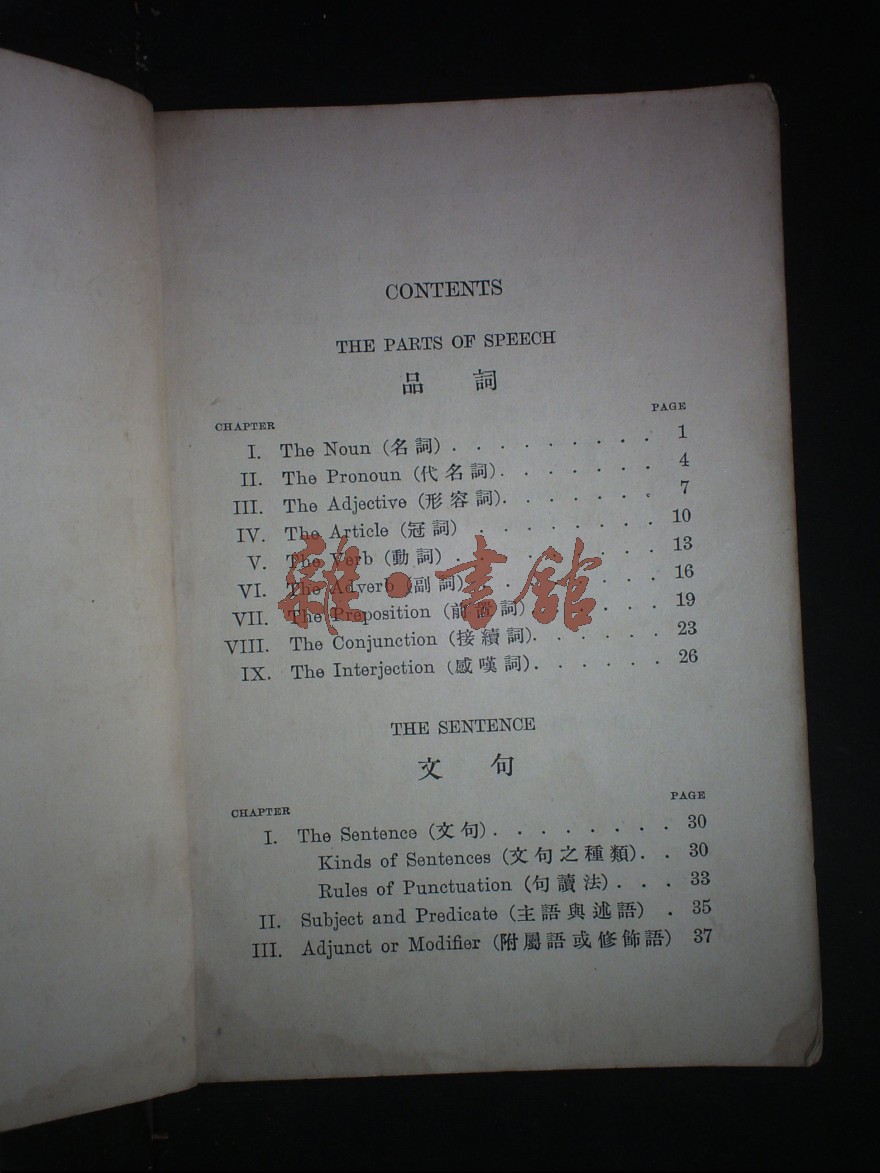 CONTENTS
THE PARTS OF SPEECH
品 詞
CHAPTER PAGE
I. The Noun (名詞) . . . . . . . . . . 1
II. The Pronoun (代名詞). . . . . . . . . 4
III. The Adjective (形容詞). . . . . . . . 7
IV. The Article (冠詞) . . . . . . . . . 10
V. The Verb (動詞) . . . . . . . . . . 13
VI. The Adverb (副詞) . . . . . . . . . 16
VII. The Preposition (前置詞) . . . . . . . 19
VIII. The Conjunction (接續詞). . . . . . . 23
IX. The Interjection (感嘆詞). . . . . . . 26
雜·書館
THE SENTENCE
文 句
CHAPTER PAGE
I. The Sentence (文句). . . . . . . . . 30
Kinds of Sentences (文句之種類). . 30
Rules of Punctuation (句讀法) . . . 33
II. Subject and Predicate (主語與述語) . 35
III. Adjunct or Modifier (附屬語或修飾語) 37